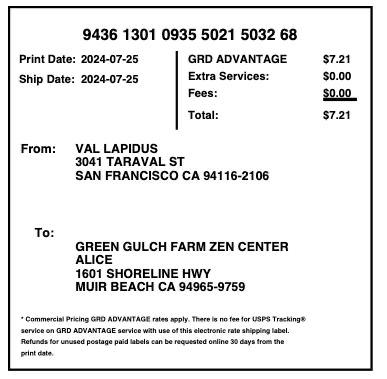 9436 1301 0935 5021 5032 68
Print Date: 2024-07-25
Ship Date: 2024-07-25
GRD ADVANTAGE $7.21
Extra Services: $0.00
Fees: $0.00
Total: $7.21
From: VAL LAPIDUS
3041 TARAVAL ST
SAN FRANCISCO CA 94116-2106
To:
GREEN GULCH FARM ZEN CENTER
ALICE
1601 SHORELINE HWY
MUIR BEACH CA 94965-9759
* Commercial Pricing GRD ADVANTAGE rates apply. There is no fee for USPS Tracking®
service on GRD ADVANTAGE service with use of this electronic rate shipping label.
Refunds for unused postage paid labels can be requested online 30 days from the
print date.